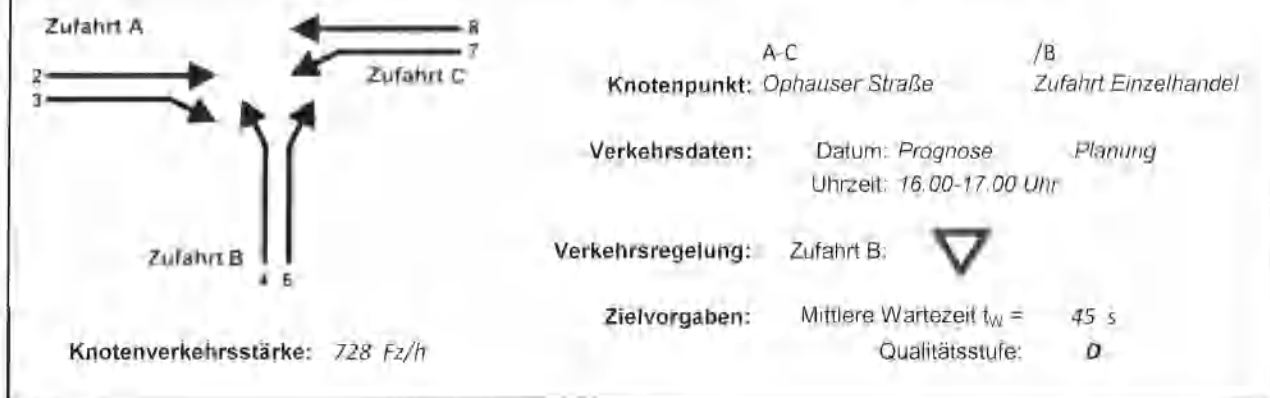 Zufahrt A
8
7
Zufahrt C
2
3
Zufahrt B
4 6
Knotenverkehrsstärke: 728 Fz/h
A-C /B
Knotenpunkt: Ophauser Straße Zufahrt Einzelhandel
Verkehrsdaten: Datum: Prognose Planung
Uhrzeit: 16.00-17.00 Uhr
Verkehrsregelung: Zufahrt B:
Zielvorgaben: Mittlere Wartezeit tW = 45 s
Qualitätsstufe: D